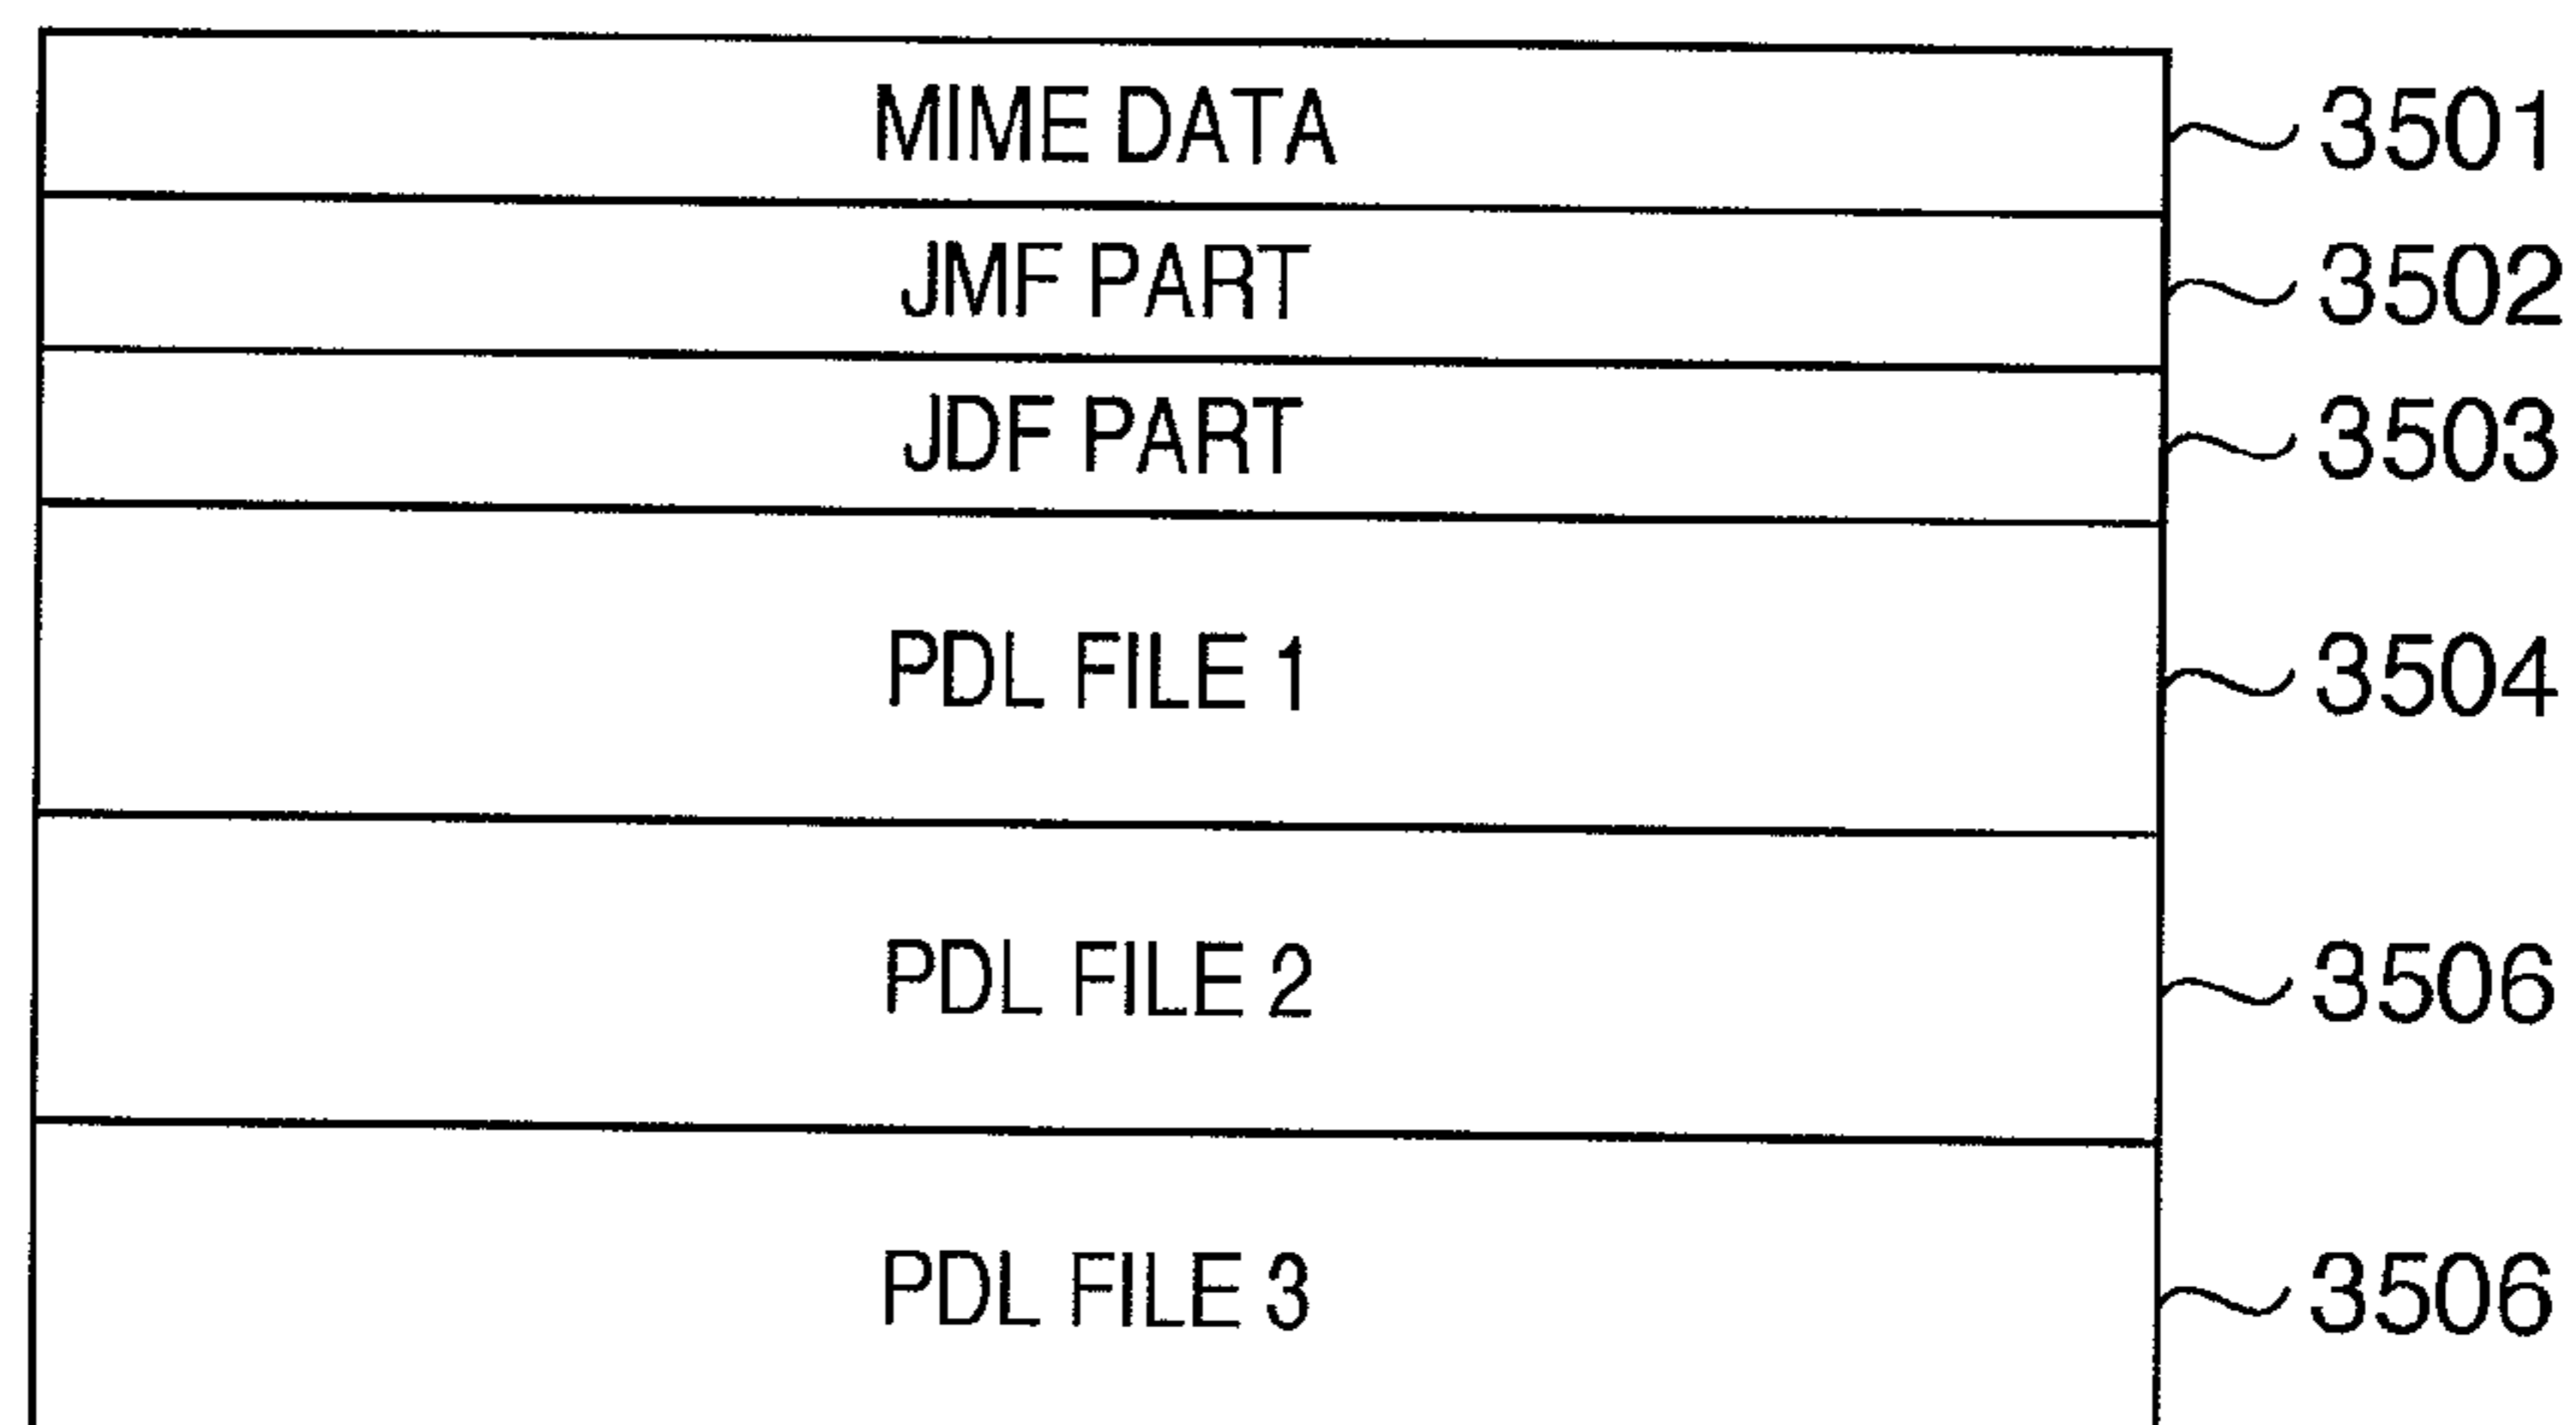 MIME DATA 3501
JMF PART 3502
JDF PART 3503
PDL FILE 1 3504
PDL FILE 2 3506
PDL FILE 3 3506